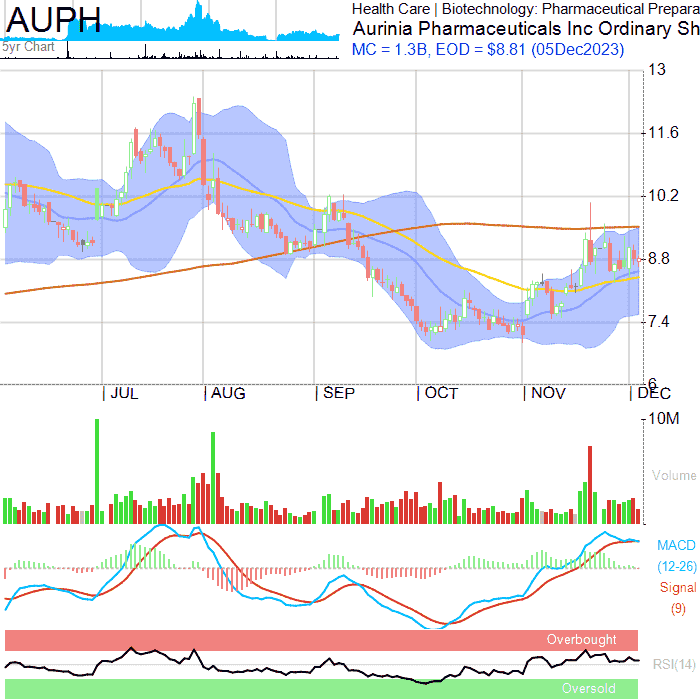 AUPH
5yr Chart
Health Care | Biotechnology: Pharmaceutical Prepara
Aurinia Pharmaceuticals Inc Ordinary Sh
MC = 1.3B, EOD = $8.81 (05Dec2023)
13
11.6
10.2
8.8
7.4
6
| JUL | AUG | SEP | OCT | NOV | DEC
10M
Volume
MACD
(12-26)
Signal
(9)
Overbought
RSI(14)
Oversold